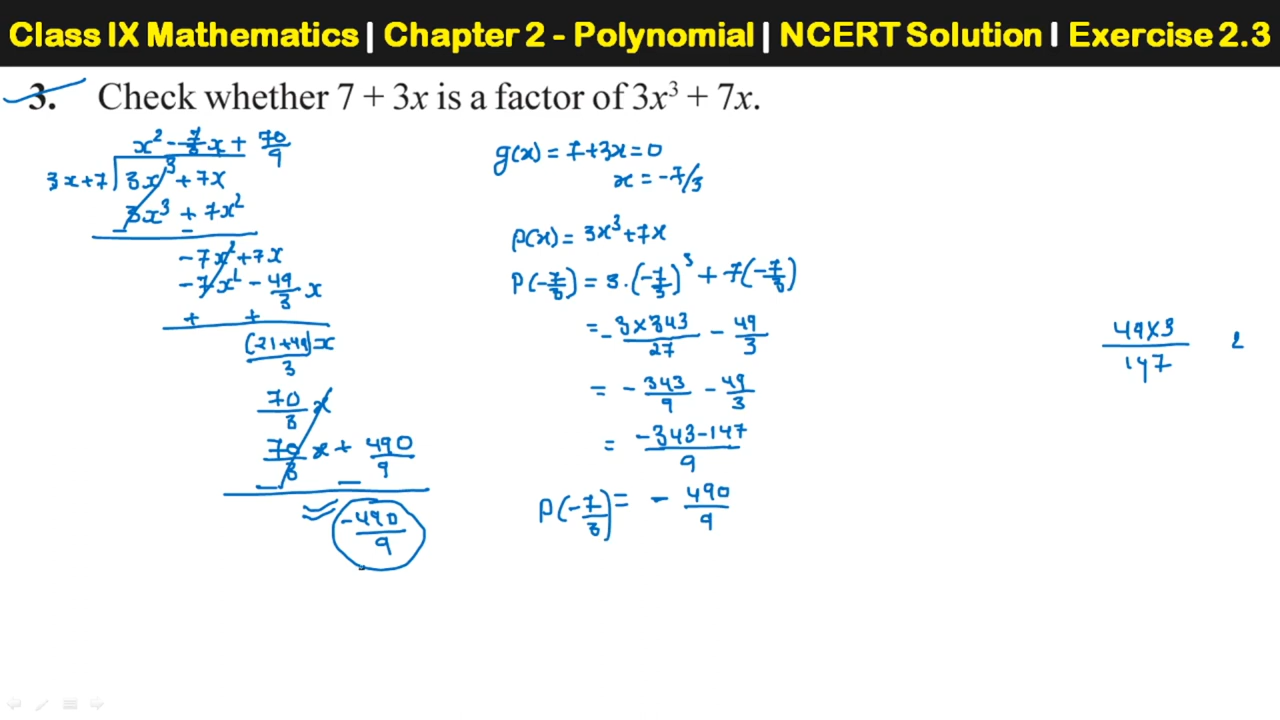 Class IX Mathematics | Chapter 2 - Polynomial | NCERT Solution I Exercise 2.3
3. Check whether 7 + 3x is a factor of 3x³ + 7x.
x² - 7/3 x + 70/9
3x+7 ) 3x³ + 7x
3x³ + 7x²
- -
-7x² + 7x
-7x² - 49/3 x
+ +
(21+49)x/3
70/3 x
70/3 x + 490/9
- -
-490/9
g(x) = 7+3x = 0
x = -7/3
P(x) = 3x³ + 7x
P(-7/3) = 3·(-7/3)³ + 7(-7/3)
= -3×343/27 - 49/3
= -343/9 - 49/3
= -343-147/9
P(-7/3) = -490/9
49×3
147